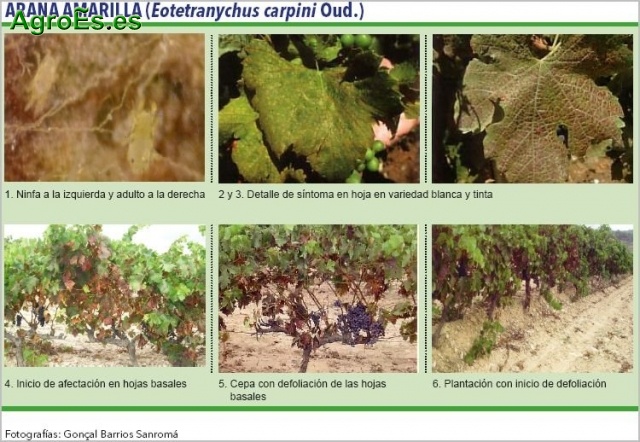 ARAÑA AMARILLA (Eotetranychus carpini Oud.)
AgroEs.es
1. Ninfa a la izquierda y adulto a la derecha
2 y 3. Detalle de síntoma en hoja en variedad blanca y tinta
4. Inicio de afectación en hojas basales
5. Cepa con defoliación de las hojas
basales
6. Plantación con inicio de defoliación
Fotografías: Gonçal Barrios Sanromá